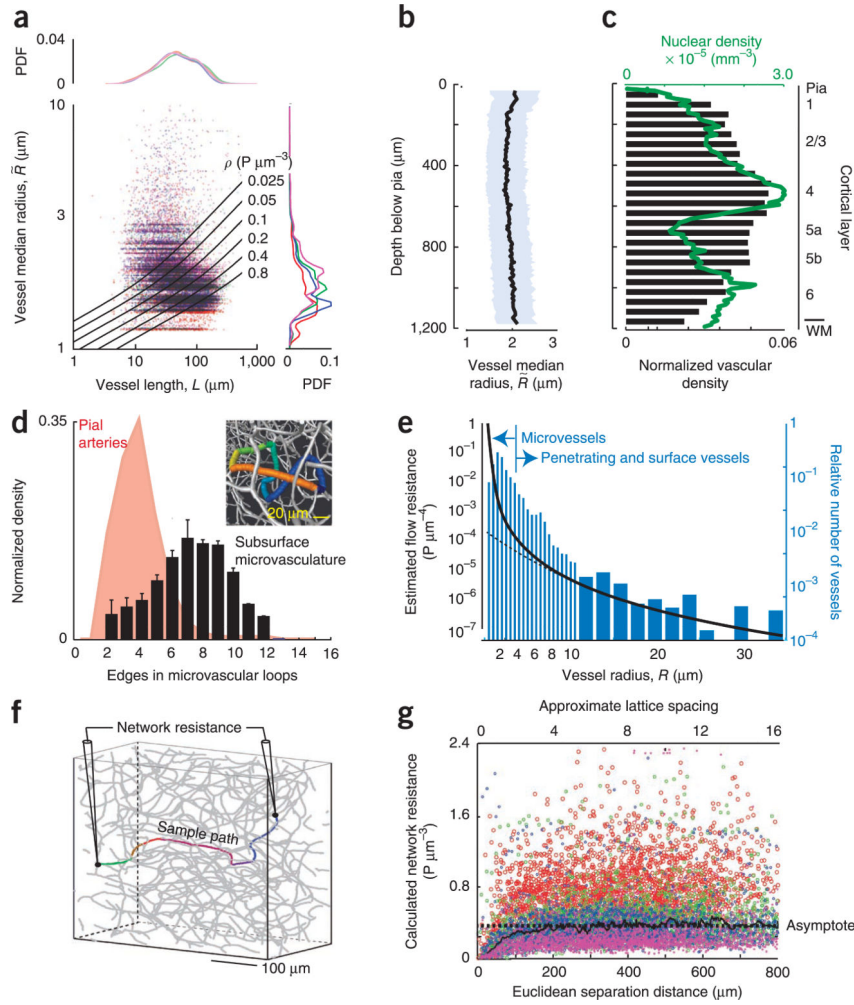 a
PDF
0.04
0
Vessel median radius, R̃ (μm)
10
3
1
ρ (P μm⁻³)
0.025
0.05
0.1
0.2
0.4
0.8
1 10 100 1,000
Vessel length, L (μm)
0 0.1
PDF
b
Depth below pia (μm)
0
400
800
1,200
1 2 3
Vessel median
radius, R̃ (μm)
c
Nuclear density
× 10⁻⁵ (mm⁻³)
0 3.0
Pia
1
2/3
4
5a
5b
6
WM
Cortical layer
0 0.06
Normalized vascular
density
d
Normalized density
0.35
0
Pial
arteries
20 μm
Subsurface
microvasculature
0 2 4 6 8 10 12 14 16
Edges in microvascular loops
e
Estimated flow resistance
(P μm⁻⁴)
1
10⁻¹
10⁻²
10⁻³
10⁻⁴
10⁻⁵
10⁻⁶
10⁻⁷
Microvessels
Penetrating and surface vessels
1
10⁻¹
10⁻²
10⁻³
10⁻⁴
Relative number of
vessels
2 4 6 8 10 20 30
Vessel radius, R (μm)
f
Network resistance
Sample path
100 μm
g
Approximate lattice spacing
0 4 8 12 16
Calculated network resistance
(P μm⁻³)
2.4
1.6
0.8
0
Asymptote
0 200 400 600 800
Euclidean separation distance (μm)